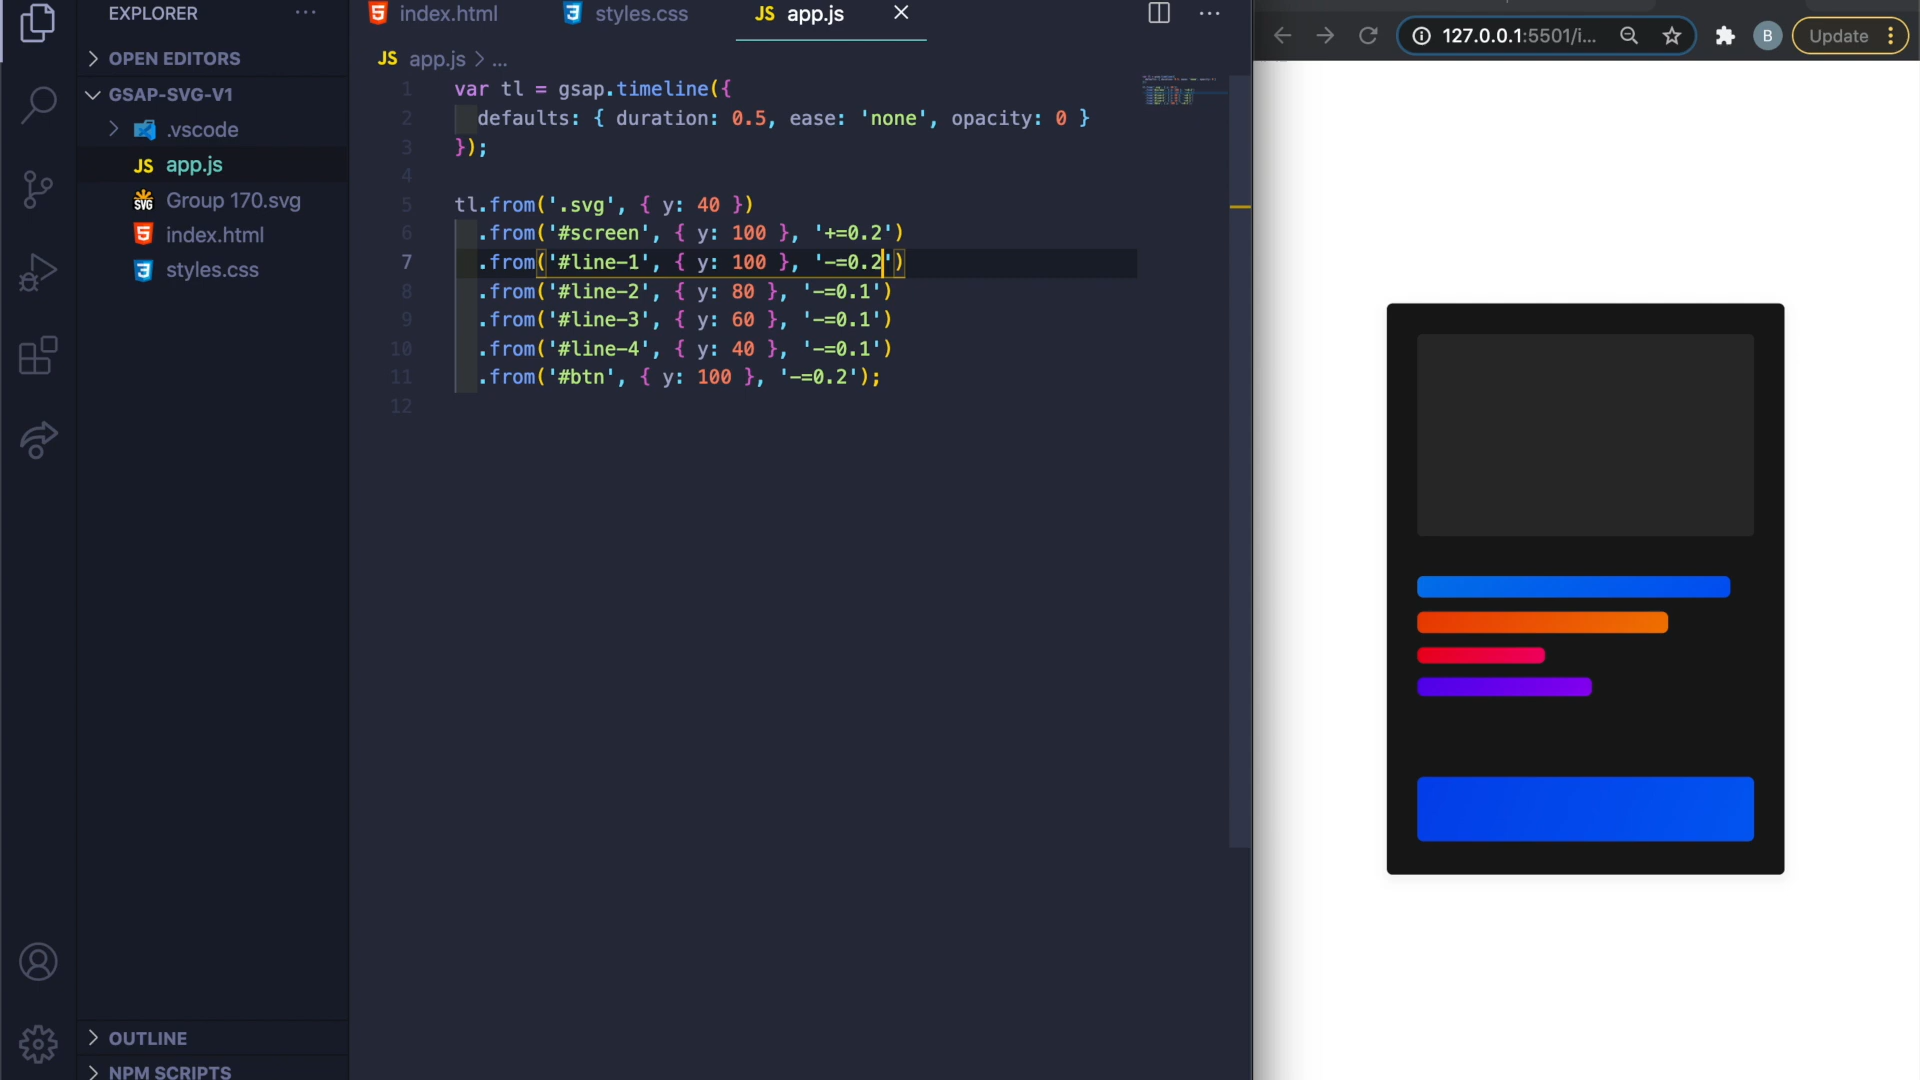 EXPLORER
OPEN EDITORS
GSAP-SVG-V1
.vscode
JS app.js
SVG Group 170.svg
5 index.html
3 styles.css
OUTLINE
NPM SCRIPTS
5 index.html
3 styles.css
JS app.js
JS app.js > ...
1 var tl = gsap.timeline({
2 defaults: { duration: 0.5, ease: 'none', opacity: 0 }
3 });
4
5 tl.from('.svg', { y: 40 })
6 .from('#screen', { y: 100 }, '+=0.2')
7 .from('#line-1', { y: 100 }, '-=0.2')
8 .from('#line-2', { y: 80 }, '-=0.1')
9 .from('#line-3', { y: 60 }, '-=0.1')
10 .from('#line-4', { y: 40 }, '-=0.1')
11 .from('#btn', { y: 100 }, '-=0.2');
12
127.0.0.1:5501/i...
B
Update